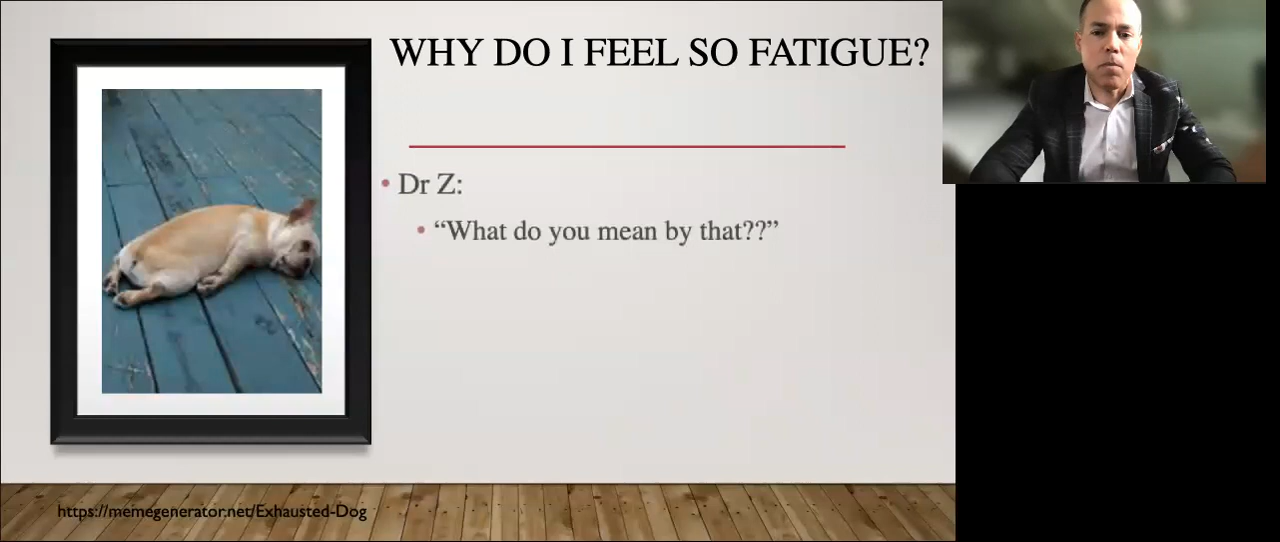 WHY DO I FEEL SO FATIGUE?
Dr Z:
“What do you mean by that??”
https://memegenerator.net/Exhausted-Dog